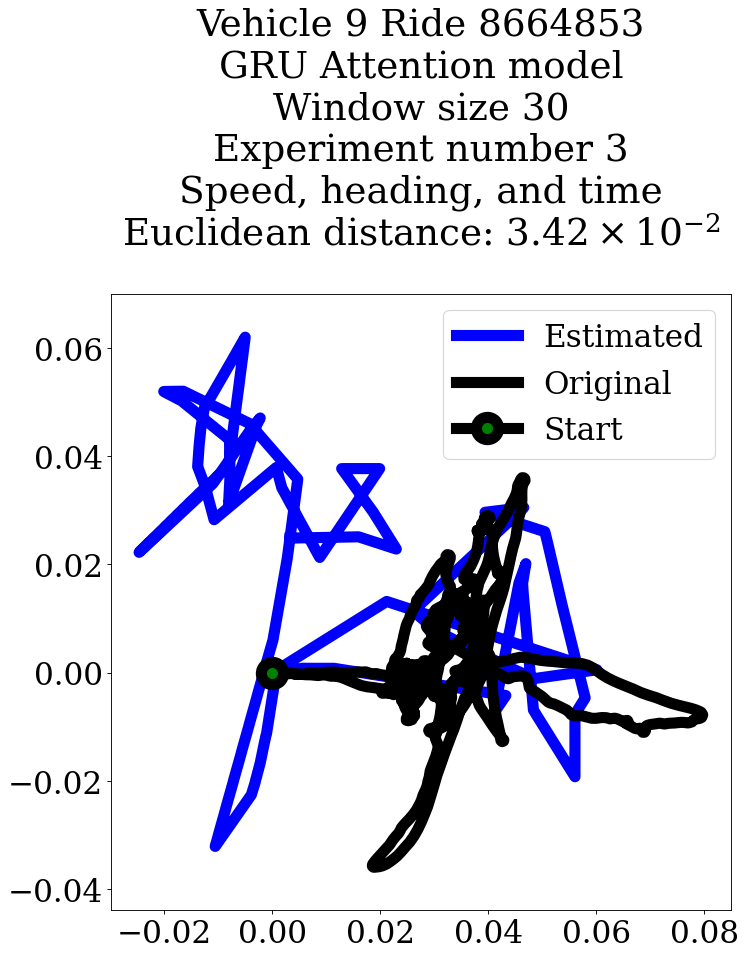 Vehicle 9 Ride 8664853
GRU Attention model
Window size 30
Experiment number 3
Speed, heading, and time
Euclidean distance: 3.42 × 10⁻²
Estimated
Original
Start
0.06
0.04
0.02
0.00
−0.02
−0.04
−0.02 0.00 0.02 0.04 0.06 0.08